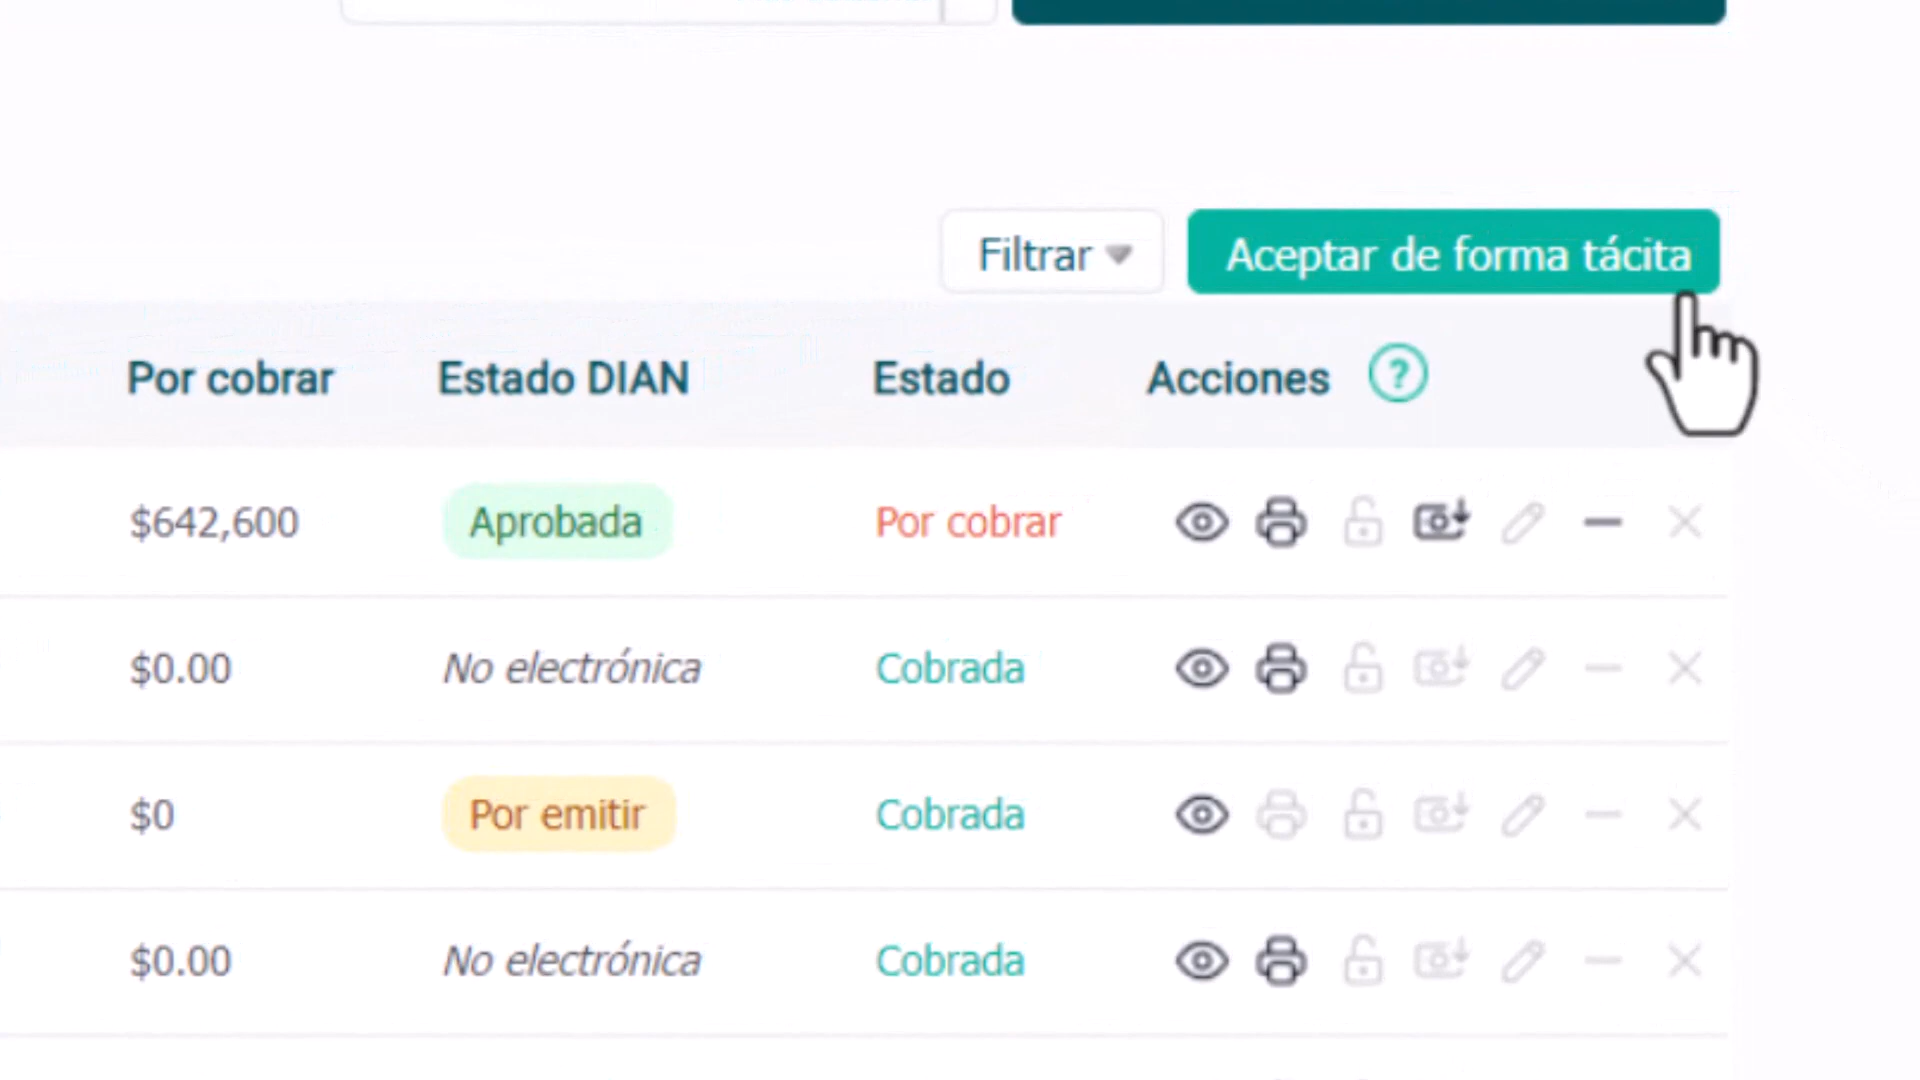 Filtrar Aceptar de forma tácita
Por cobrar Estado DIAN Estado Acciones ?
$642,600 Aprobada Por cobrar
$0.00 No electrónica Cobrada
$0 Por emitir Cobrada
$0.00 No electrónica Cobrada